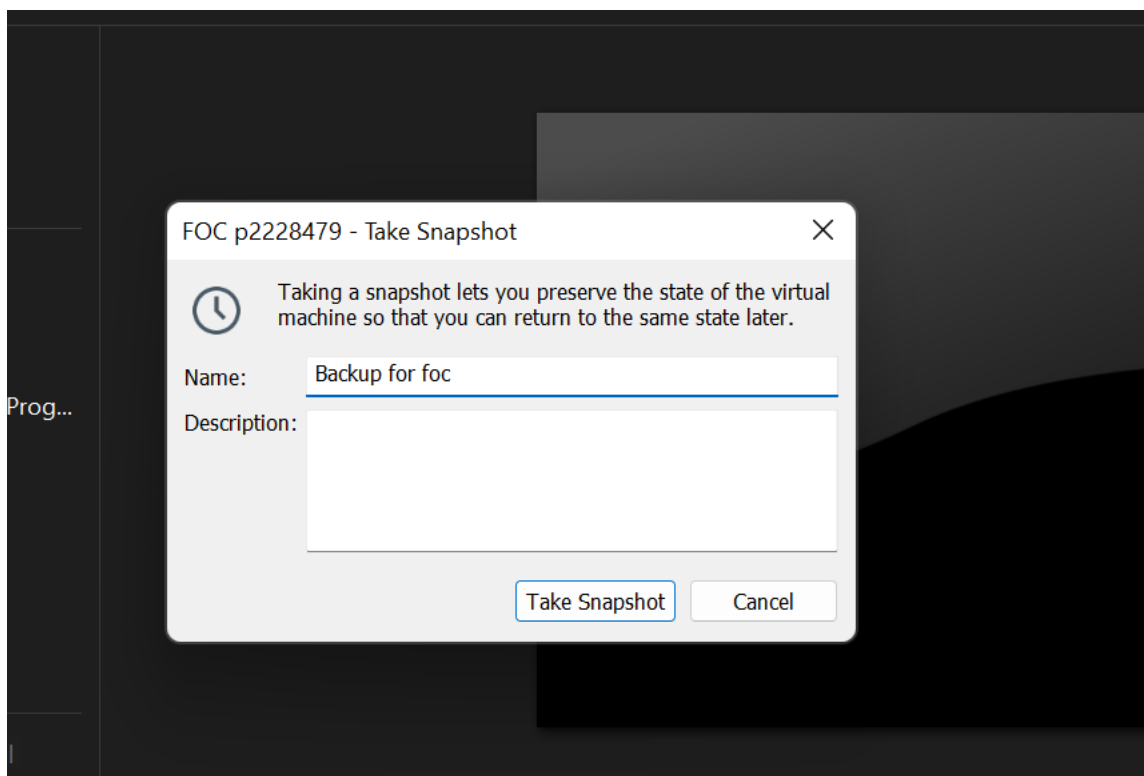 FOC p2228479 - Take Snapshot
Taking a snapshot lets you preserve the state of the virtual
machine so that you can return to the same state later.
Name:
Backup for foc
Prog...
Description:
Take Snapshot
Cancel